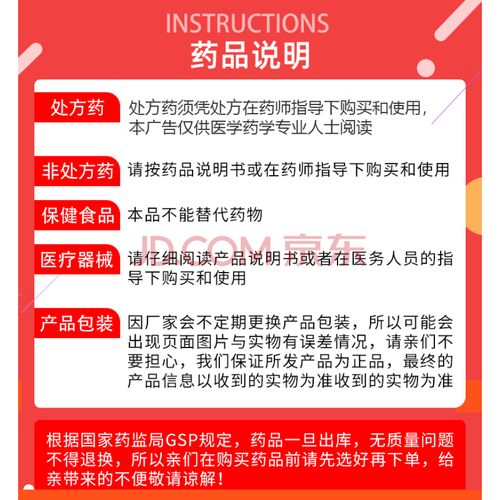 INSTRUCTIONS
药品说明
处方药
处方药须凭处方在药师指导下购买和使用，
本广告仅供医学药学专业人士阅读
非处方药
请按药品说明书或在药师指导下购买和使用
保健食品
本品不能替代药物
JD.COM 京东
医疗器械
请仔细阅读产品说明书或者在医务人员的指
导下购买和使用
产品包装
因厂家会不定期更换产品包装，所以可能会
出现页面图片与实物有误差情况，请亲们不
要担心，我们保证所发产品为正品，最终的
产品信息以收到的实物为准收到的实物为准
根据国家药监局GSP规定，药品一旦出库，无质量问题
不得退换，所以亲们在购买药品前请先选好再下单，给
亲带来的不便敬请谅解！